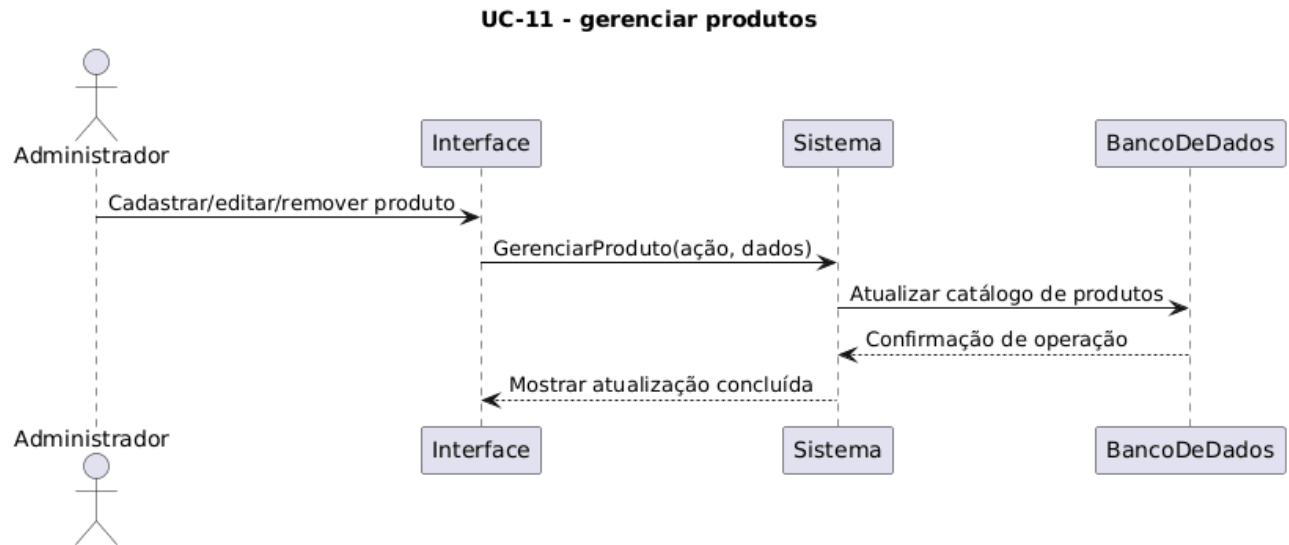 UC-11 - gerenciar produtos
Administrador
Interface
Sistema
BancoDeDados
Cadastrar/editar/remover produto
GerenciarProduto(ação, dados)
Atualizar catálogo de produtos
Confirmação de operação
Mostrar atualização concluída
Administrador
Interface
Sistema
BancoDeDados